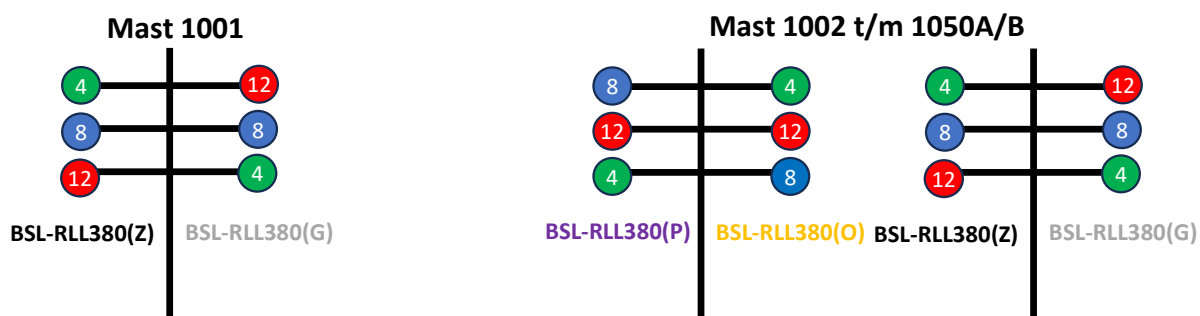 Mast 1001
4 12
8 8
12 4
BSL-RLL380(Z) BSL-RLL380(G)
Mast 1002 t/m 1050A/B
8 4 4 12
12 12 8 8
4 8 12 4
BSL-RLL380(P) BSL-RLL380(O) BSL-RLL380(Z) BSL-RLL380(G)